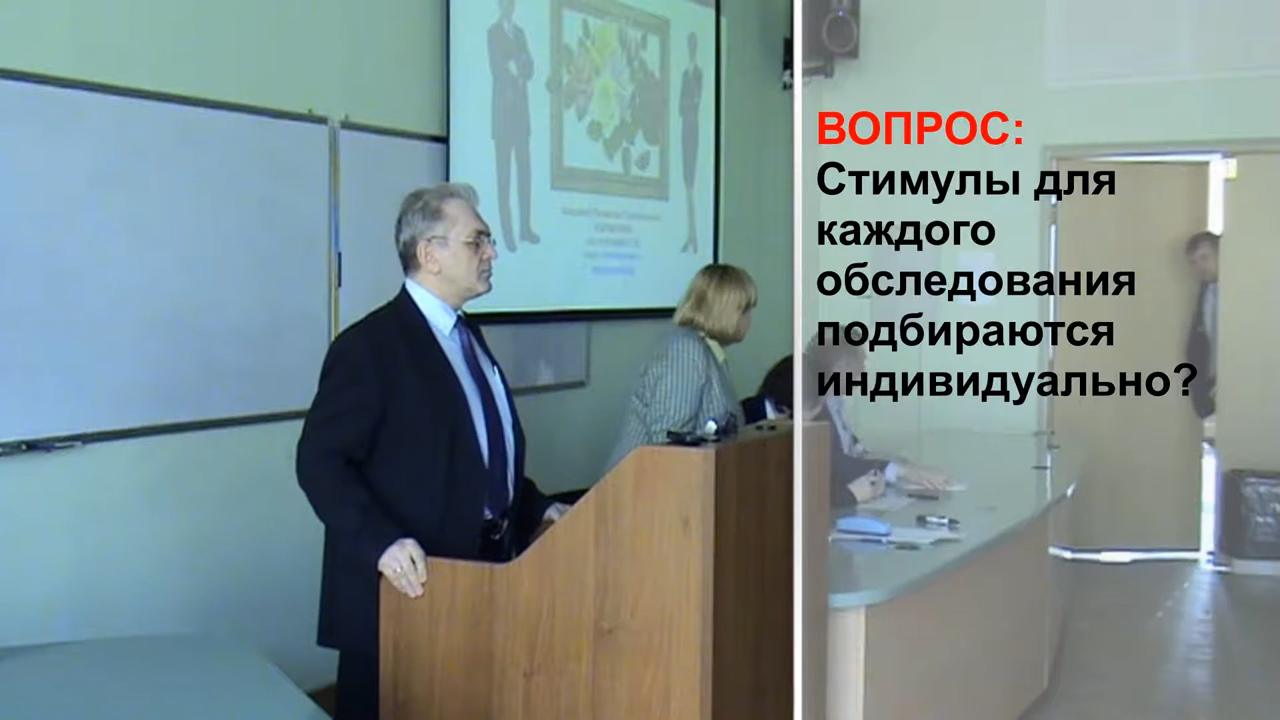 ВОПРОС:
Стимулы для
каждого
обследования
подбираются
индивидуально?